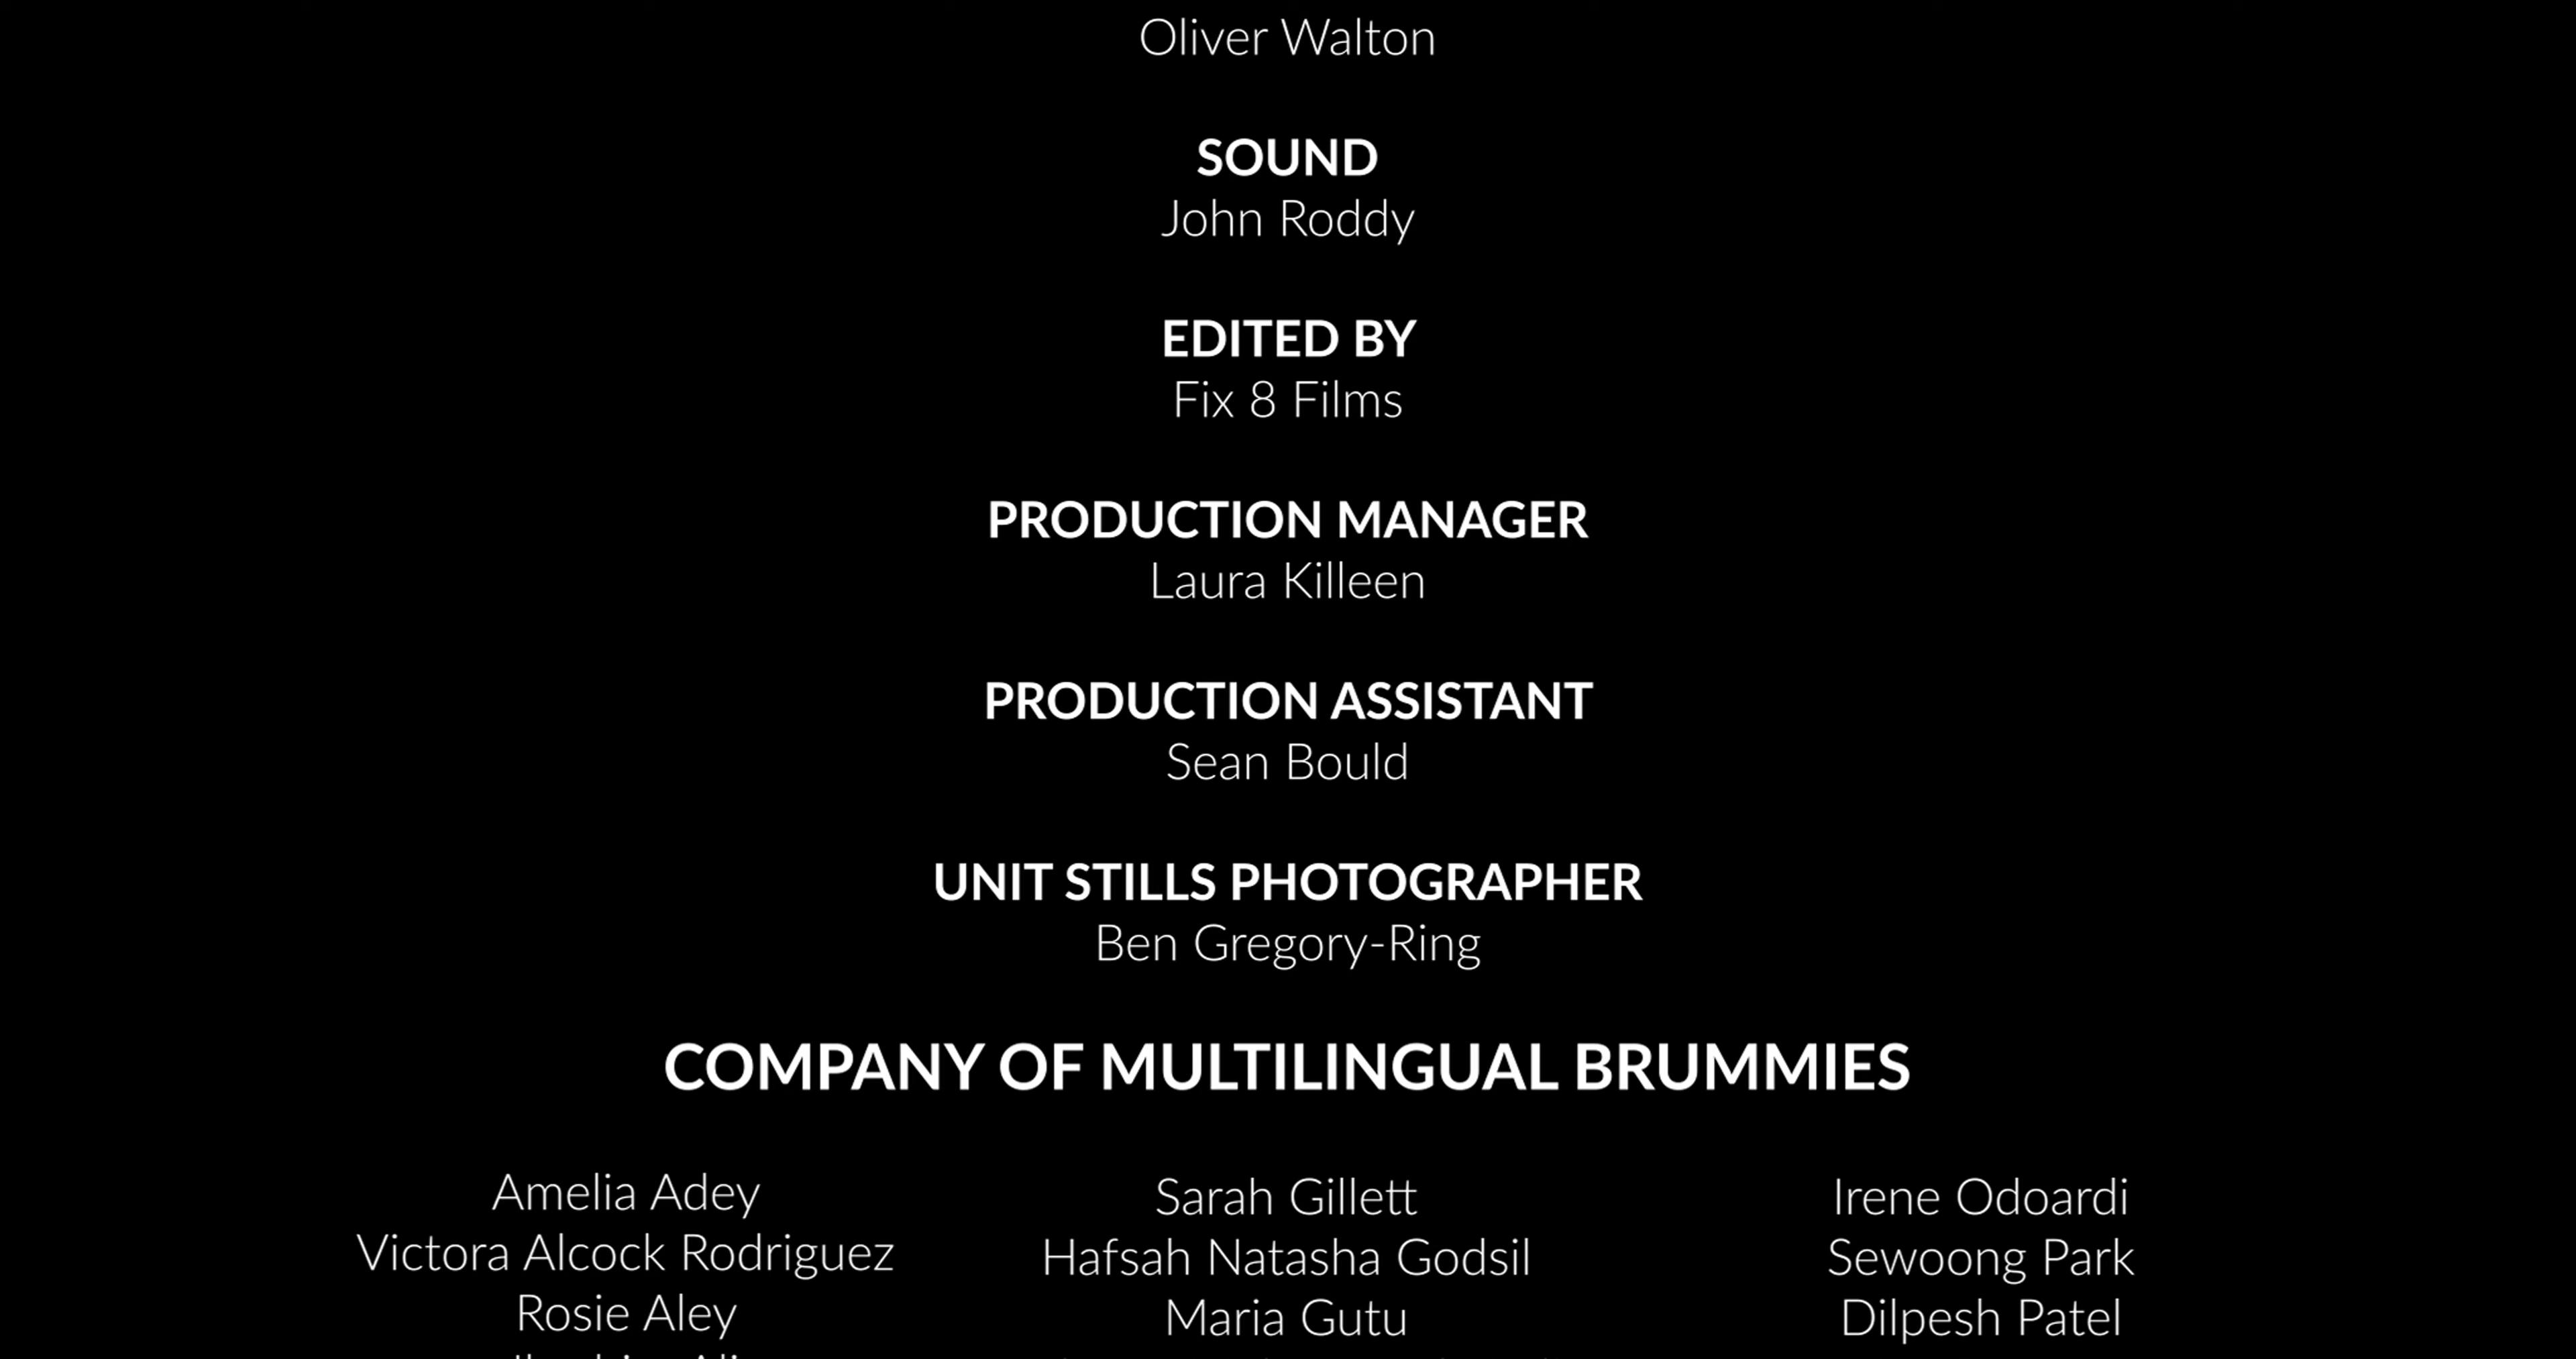 Oliver Walton
SOUND
John Roddy
EDITED BY
Fix 8 Films
PRODUCTION MANAGER
Laura Killeen
PRODUCTION ASSISTANT
Sean Bould
UNIT STILLS PHOTOGRAPHER
Ben Gregory-Ring
COMPANY OF MULTILINGUAL BRUMMIES
Amelia Adey
Victora Alcock Rodriguez
Rosie Aley
Sarah Gillett
Hafsah Natasha Godsil
Maria Gutu
Irene Odoardi
Sewoong Park
Dilpesh Patel